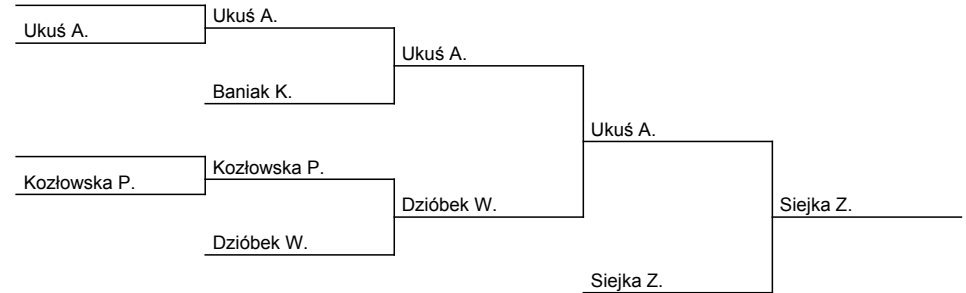 Ukuś A.
Ukuś A.
Ukuś A.
Baniak K.
Ukuś A.
Kozłowska P.
Kozłowska P.
Dzióbek W.
Siejka Z.
Dzióbek W.
Siejka Z.